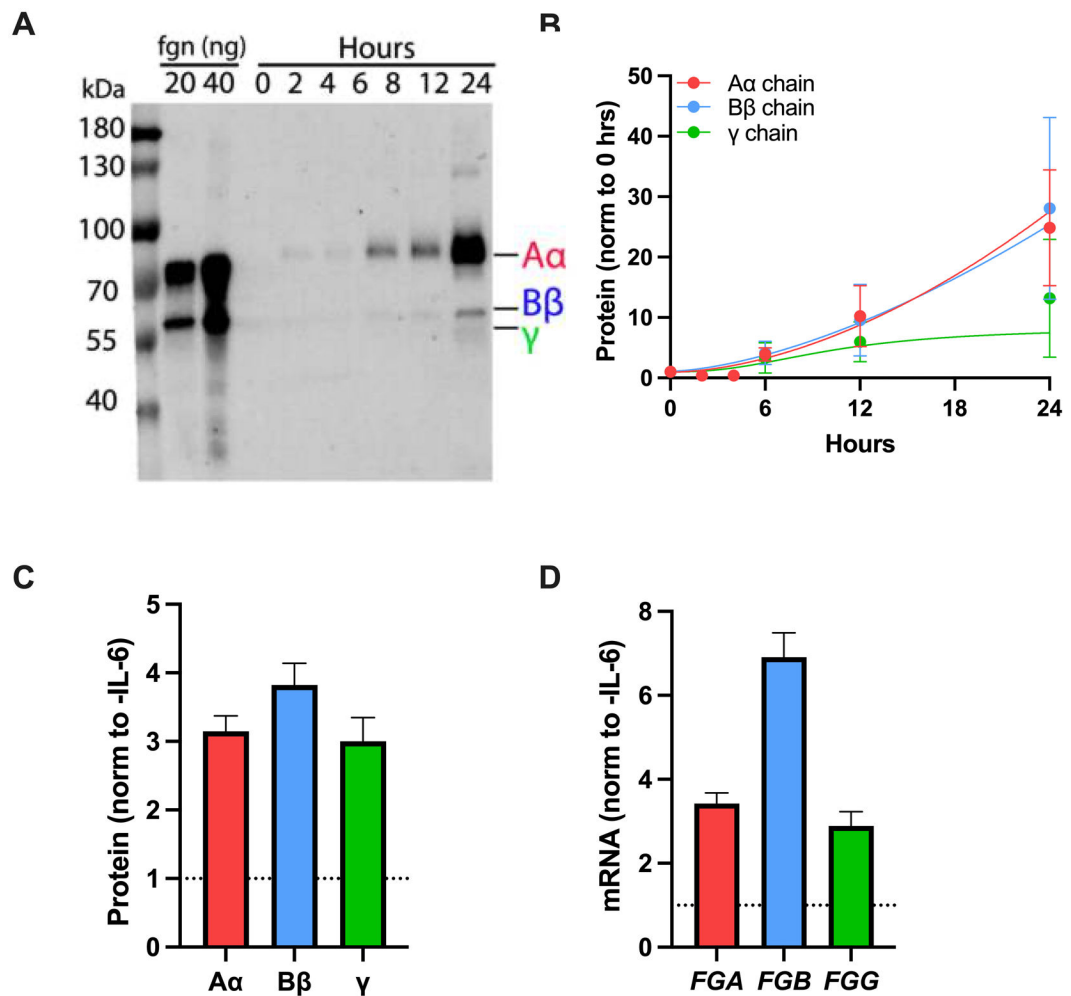 A
fgn (ng) Hours
kDa 20 40 0 2 4 6 8 12 24
180
130
100
70
55
40
Aα
Bβ
γ
B
Protein (norm to 0 hrs)
50
40
30
20
10
0
Aα chain
Bβ chain
γ chain
0 6 12 18 24
Hours
C
Protein (norm to -IL-6)
5
4
3
2
1
0
Aα Bβ γ
D
mRNA (norm to -IL-6)
8
6
4
2
0
FGA FGB FGG